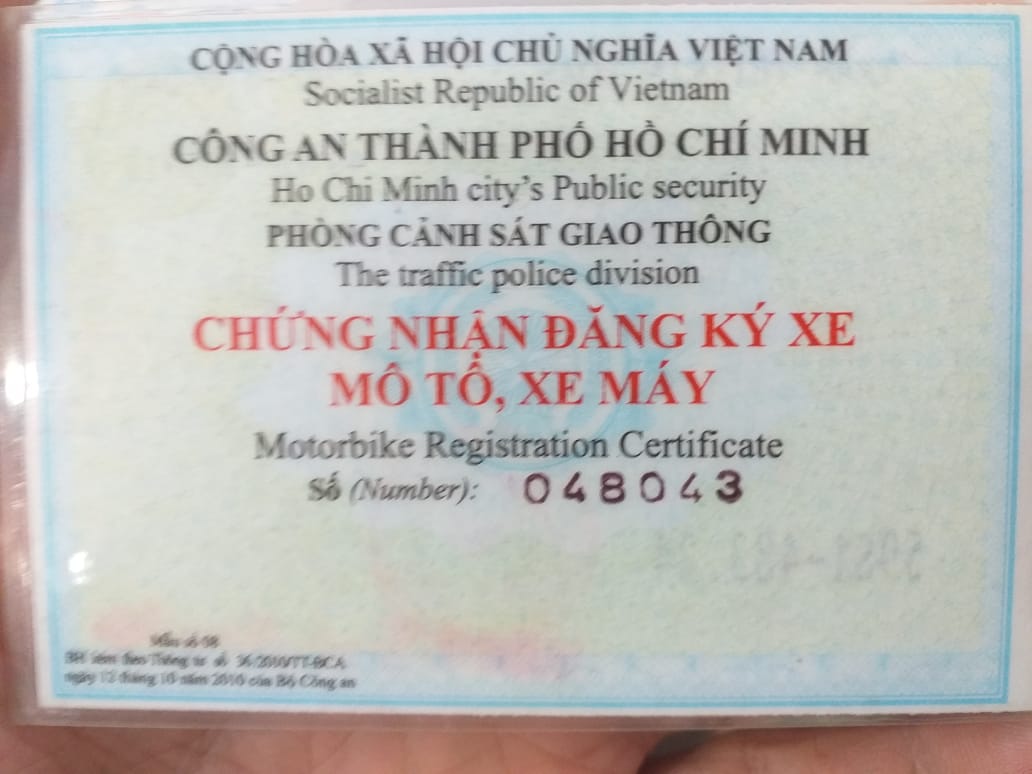 CỘNG HÒA XÃ HỘI CHỦ NGHĨA VIỆT NAM
Socialist Republic of Vietnam
CÔNG AN THÀNH PHỐ HỒ CHÍ MINH
Ho Chi Minh city's Public security
PHÒNG CẢNH SÁT GIAO THÔNG
The traffic police division
CHỨNG NHẬN ĐĂNG KÝ XE
MÔ TÔ, XE MÁY
Motorbike Registration Certificate
Số (Number): 048043
Mẫu số 08
BH kèm theo Thông tư số 36/2010/TT-BCA
ngày 12 tháng 10 năm 2010 của Bộ Công an